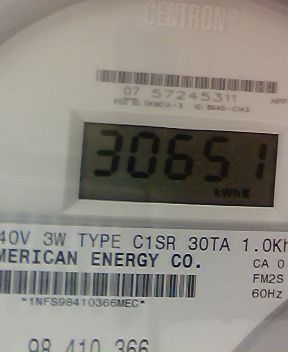 CENTRON®
07 57245311
30651
kWh
40V 3W TYPE C1SR 30TA 1.0Kh
MERICAN ENERGY CO.
CA 0
FM2S
60Hz
*1NFS98410366MEC*
98 410 366